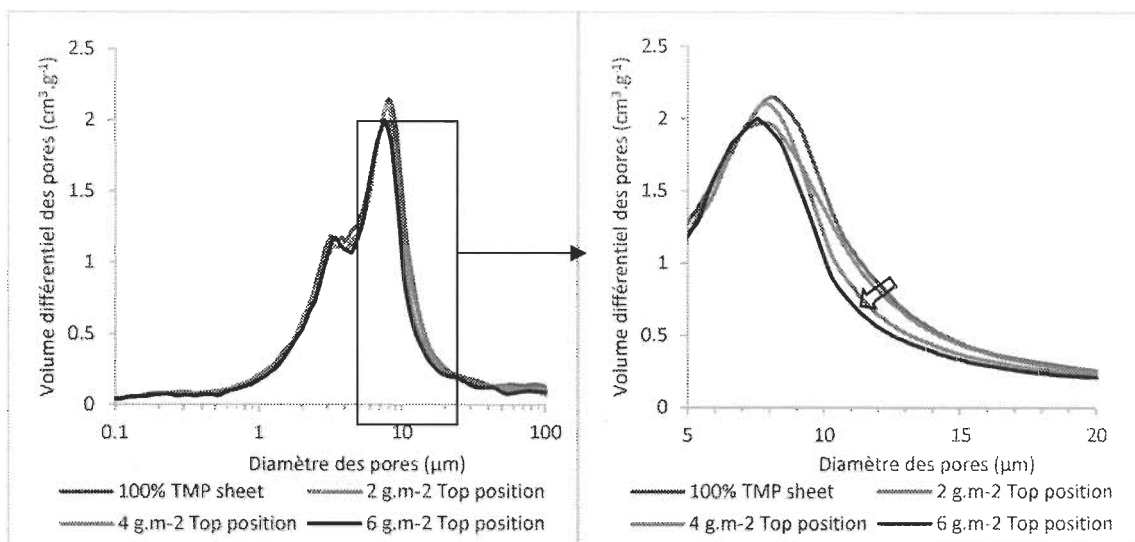 Volume différentiel des pores (cm³.g⁻¹)
2.5
2
1.5
1
0.5
0
0.1
1
10
100
Diamètre des pores (µm)
100% TMP sheet
2 g.m-2 Top position
4 g.m-2 Top position
6 g.m-2 Top position
Volume différentiel des pores (cm³.g⁻¹)
2.5
2
1.5
1
0.5
0
5
10
15
20
Diamètre des pores (µm)
100% TMP sheet
2 g.m-2 Top position
4 g.m-2 Top position
6 g.m-2 Top position